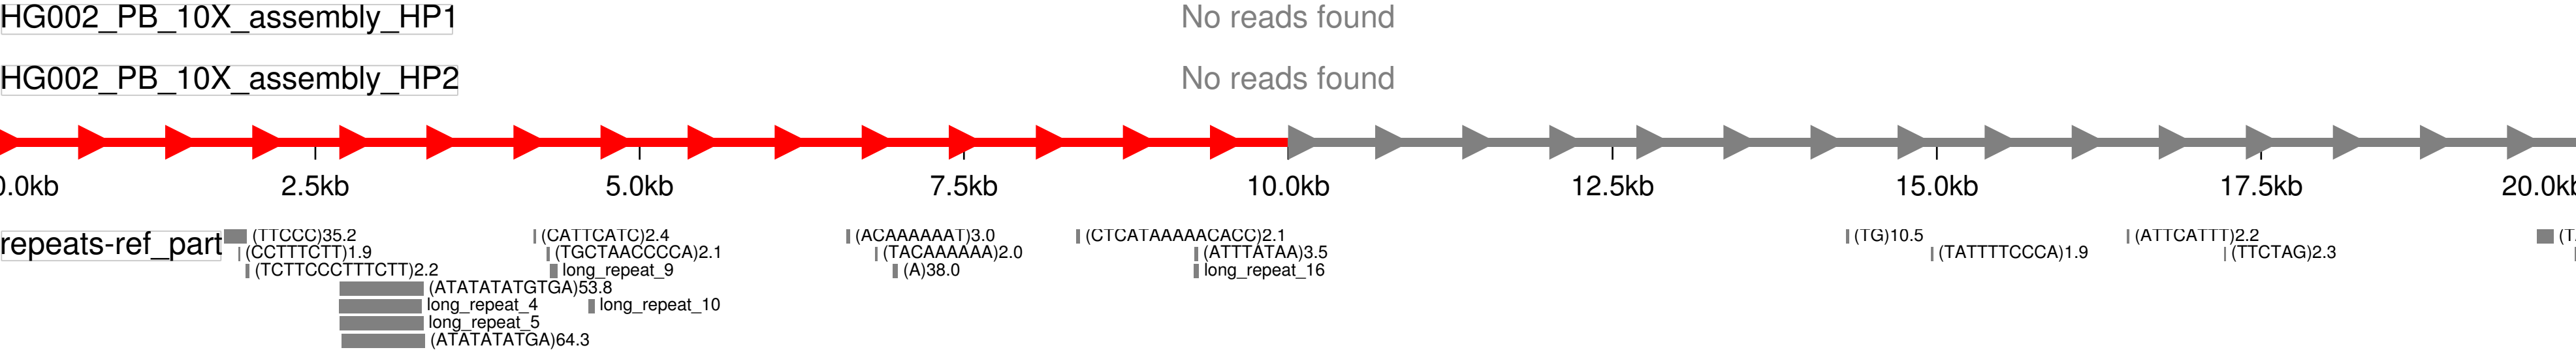 HG002_PB_10X_assembly_HP1 No reads found
HG002_PB_10X_assembly_HP2 No reads found
0.0kb 2.5kb 5.0kb 7.5kb 10.0kb 12.5kb 15.0kb 17.5kb 20.0kb
repeats-ref_part (TTCCC)35.2 (CATTCATC)2.4 (ACAAAAAAT)3.0 (CTCATAAAAACACC)2.1 (TG)10.5 (ATTCATTT)2.2 (T
(CCTTTCTT)1.9 (TGCTAACCCCA)2.1 (TACAAAAAA)2.0 (ATTTATAA)3.5 (TATTTTCCCA)1.9 (TTCTAG)2.3
(TCTTCCCTTTCTT)2.2 long_repeat_9 (A)38.0 long_repeat_16
(ATATATATGTGA)53.8
long_repeat_4 long_repeat_10
long_repeat_5
(ATATATATGA)64.3